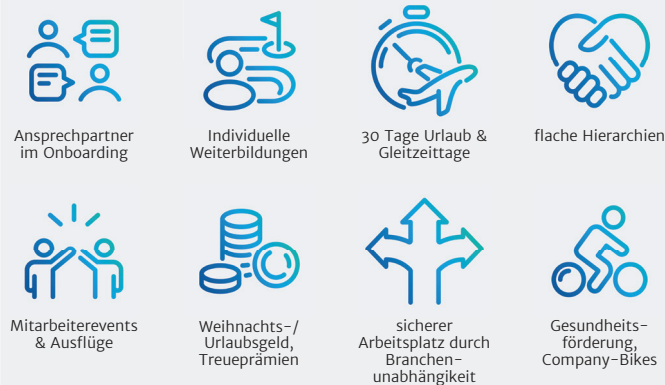 Ansprechpartner
im Onboarding
Individuelle
Weiterbildungen
30 Tage Urlaub &
Gleitzeittage
flache Hierarchien
Mitarbeiterevents
& Ausflüge
Weihnachts-/
Urlaubsgeld,
Treueprämien
sicherer
Arbeitsplatz durch
Branchen-
unabhängikeit
Gesundheits-
förderung,
Company-Bikes